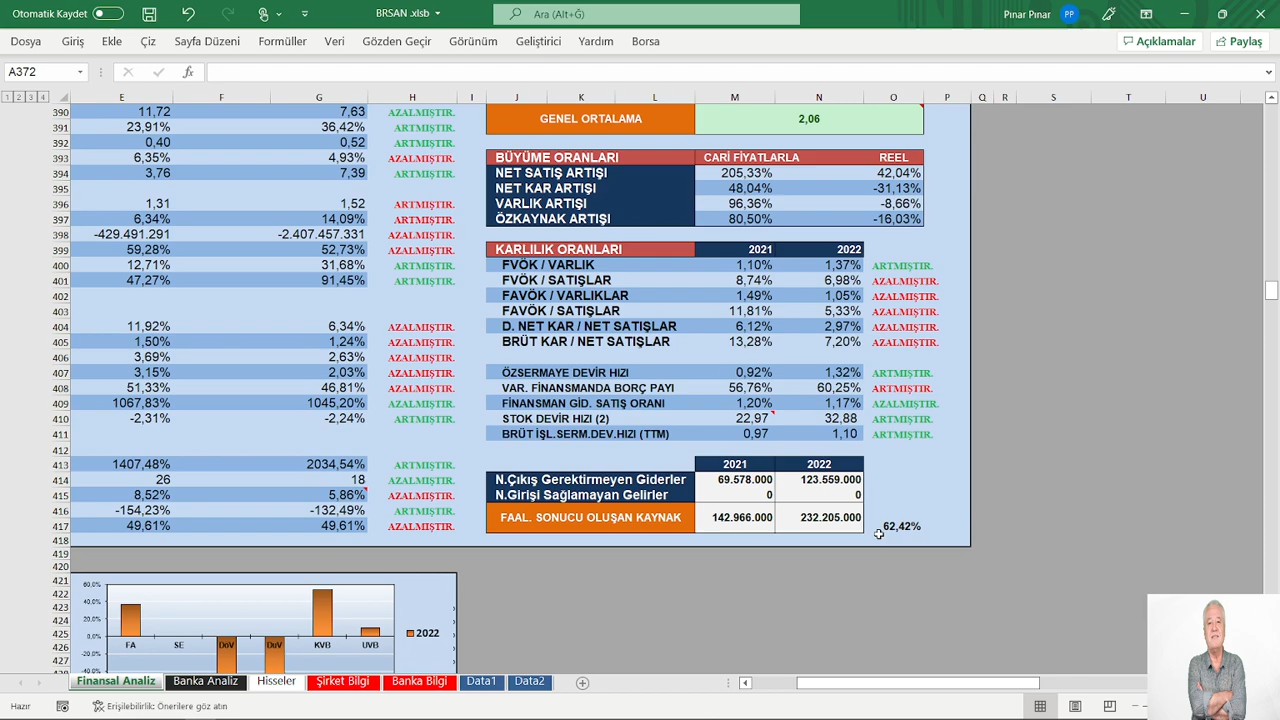 Otomatik Kaydet
BRSAN.xlsb
Ara (Alt+Ğ)
Pınar Pınar
PP
Dosya Giriş Ekle Çiz Sayfa Düzeni Formüller Veri Gözden Geçir Görünüm Geliştirici Yardım Borsa
Açıklamalar
Paylaş
A372
fx
1 2 3 4
E F G H I J K L M N O P Q R S T U
390 11,72 7,63 AZALMIŞTIR.
GENEL ORTALAMA 2,06
391 23,91% 36,42% ARTMIŞTIR.
392 0,40 0,52 ARTMIŞTIR.
393 6,35% 4,93% AZALMIŞTIR. BÜYÜME ORANLARI CARİ FİYATLARLA REEL
394 3,76 7,39 ARTMIŞTIR. NET SATIŞ ARTIŞI 205,33% 42,04%
395 NET KAR ARTIŞI 48,04% -31,13%
396 1,31 1,52 ARTMIŞTIR. VARLIK ARTIŞI 96,36% -8,66%
397 6,34% 14,09% ARTMIŞTIR. ÖZKAYNAK ARTIŞI 80,50% -16,03%
398 -429.491.291 -2.407.457.331 AZALMIŞTIR.
399 59,28% 52,73% AZALMIŞTIR. KARLILIK ORANLARI 2021 2022
400 12,71% 31,68% ARTMIŞTIR. FVÖK / VARLIK 1,10% 1,37% ARTMIŞTIR.
401 47,27% 91,45% ARTMIŞTIR. FVÖK / SATIŞLAR 8,74% 6,98% AZALMIŞTIR.
402 FAVÖK / VARLIKLAR 1,49% 1,05% AZALMIŞTIR.
403 FAVÖK / SATIŞLAR 11,81% 5,33% AZALMIŞTIR.
404 11,92% 6,34% AZALMIŞTIR. D. NET KAR / NET SATIŞLAR 6,12% 2,97% AZALMIŞTIR.
405 1,50% 1,24% AZALMIŞTIR. BRÜT KAR / NET SATIŞLAR 13,28% 7,20% AZALMIŞTIR.
406 3,69% 2,63% AZALMIŞTIR.
407 3,15% 2,03% AZALMIŞTIR. ÖZSERMAYE DEVİR HIZI 0,92% 1,32% ARTMIŞTIR.
408 51,33% 46,81% AZALMIŞTIR. VAR. FİNANSMANDA BORÇ PAYI 56,76% 60,25% ARTMIŞTIR.
409 1067,83% 1045,20% AZALMIŞTIR. FİNANSMAN GİD. SATIŞ ORANI 1,20% 1,17% AZALMIŞTIR.
410 -2,31% -2,24% ARTMIŞTIR. STOK DEVİR HIZI (2) 22,97 32,88 ARTMIŞTIR.
411 BRÜT İŞL.SERM.DEV.HIZI (TTM) 0,97 1,10 ARTMIŞTIR.
412
413 1407,48% 2034,54% ARTMIŞTIR. 2021 2022
414 26 18 ARTMIŞTIR. N.Çıkış Gerektirmeyen Giderler 69.578.000 123.559.000
415 8,52% 5,86% AZALMIŞTIR. N.Girişi Sağlamayan Gelirler 0 0
416 -154,23% -132,49% ARTMIŞTIR. FAAL. SONUCU OLUŞAN KAYNAK 142.966.000 232.205.000
417 49,61% 49,61% AZALMIŞTIR. 62,42%
418
419
420
421 60,0%
422 40,0%
423 20,0%
424
425 0,0% FA SE DöV DuV KVB UVB 2022
426 -20,0%
427 -40,0%
Finansal Analiz Banka Analiz Hisseler Şirket Bilgi Banka Bilgi Data1 Data2
Hazır Erişilebilirlik: Önerilere göz atın